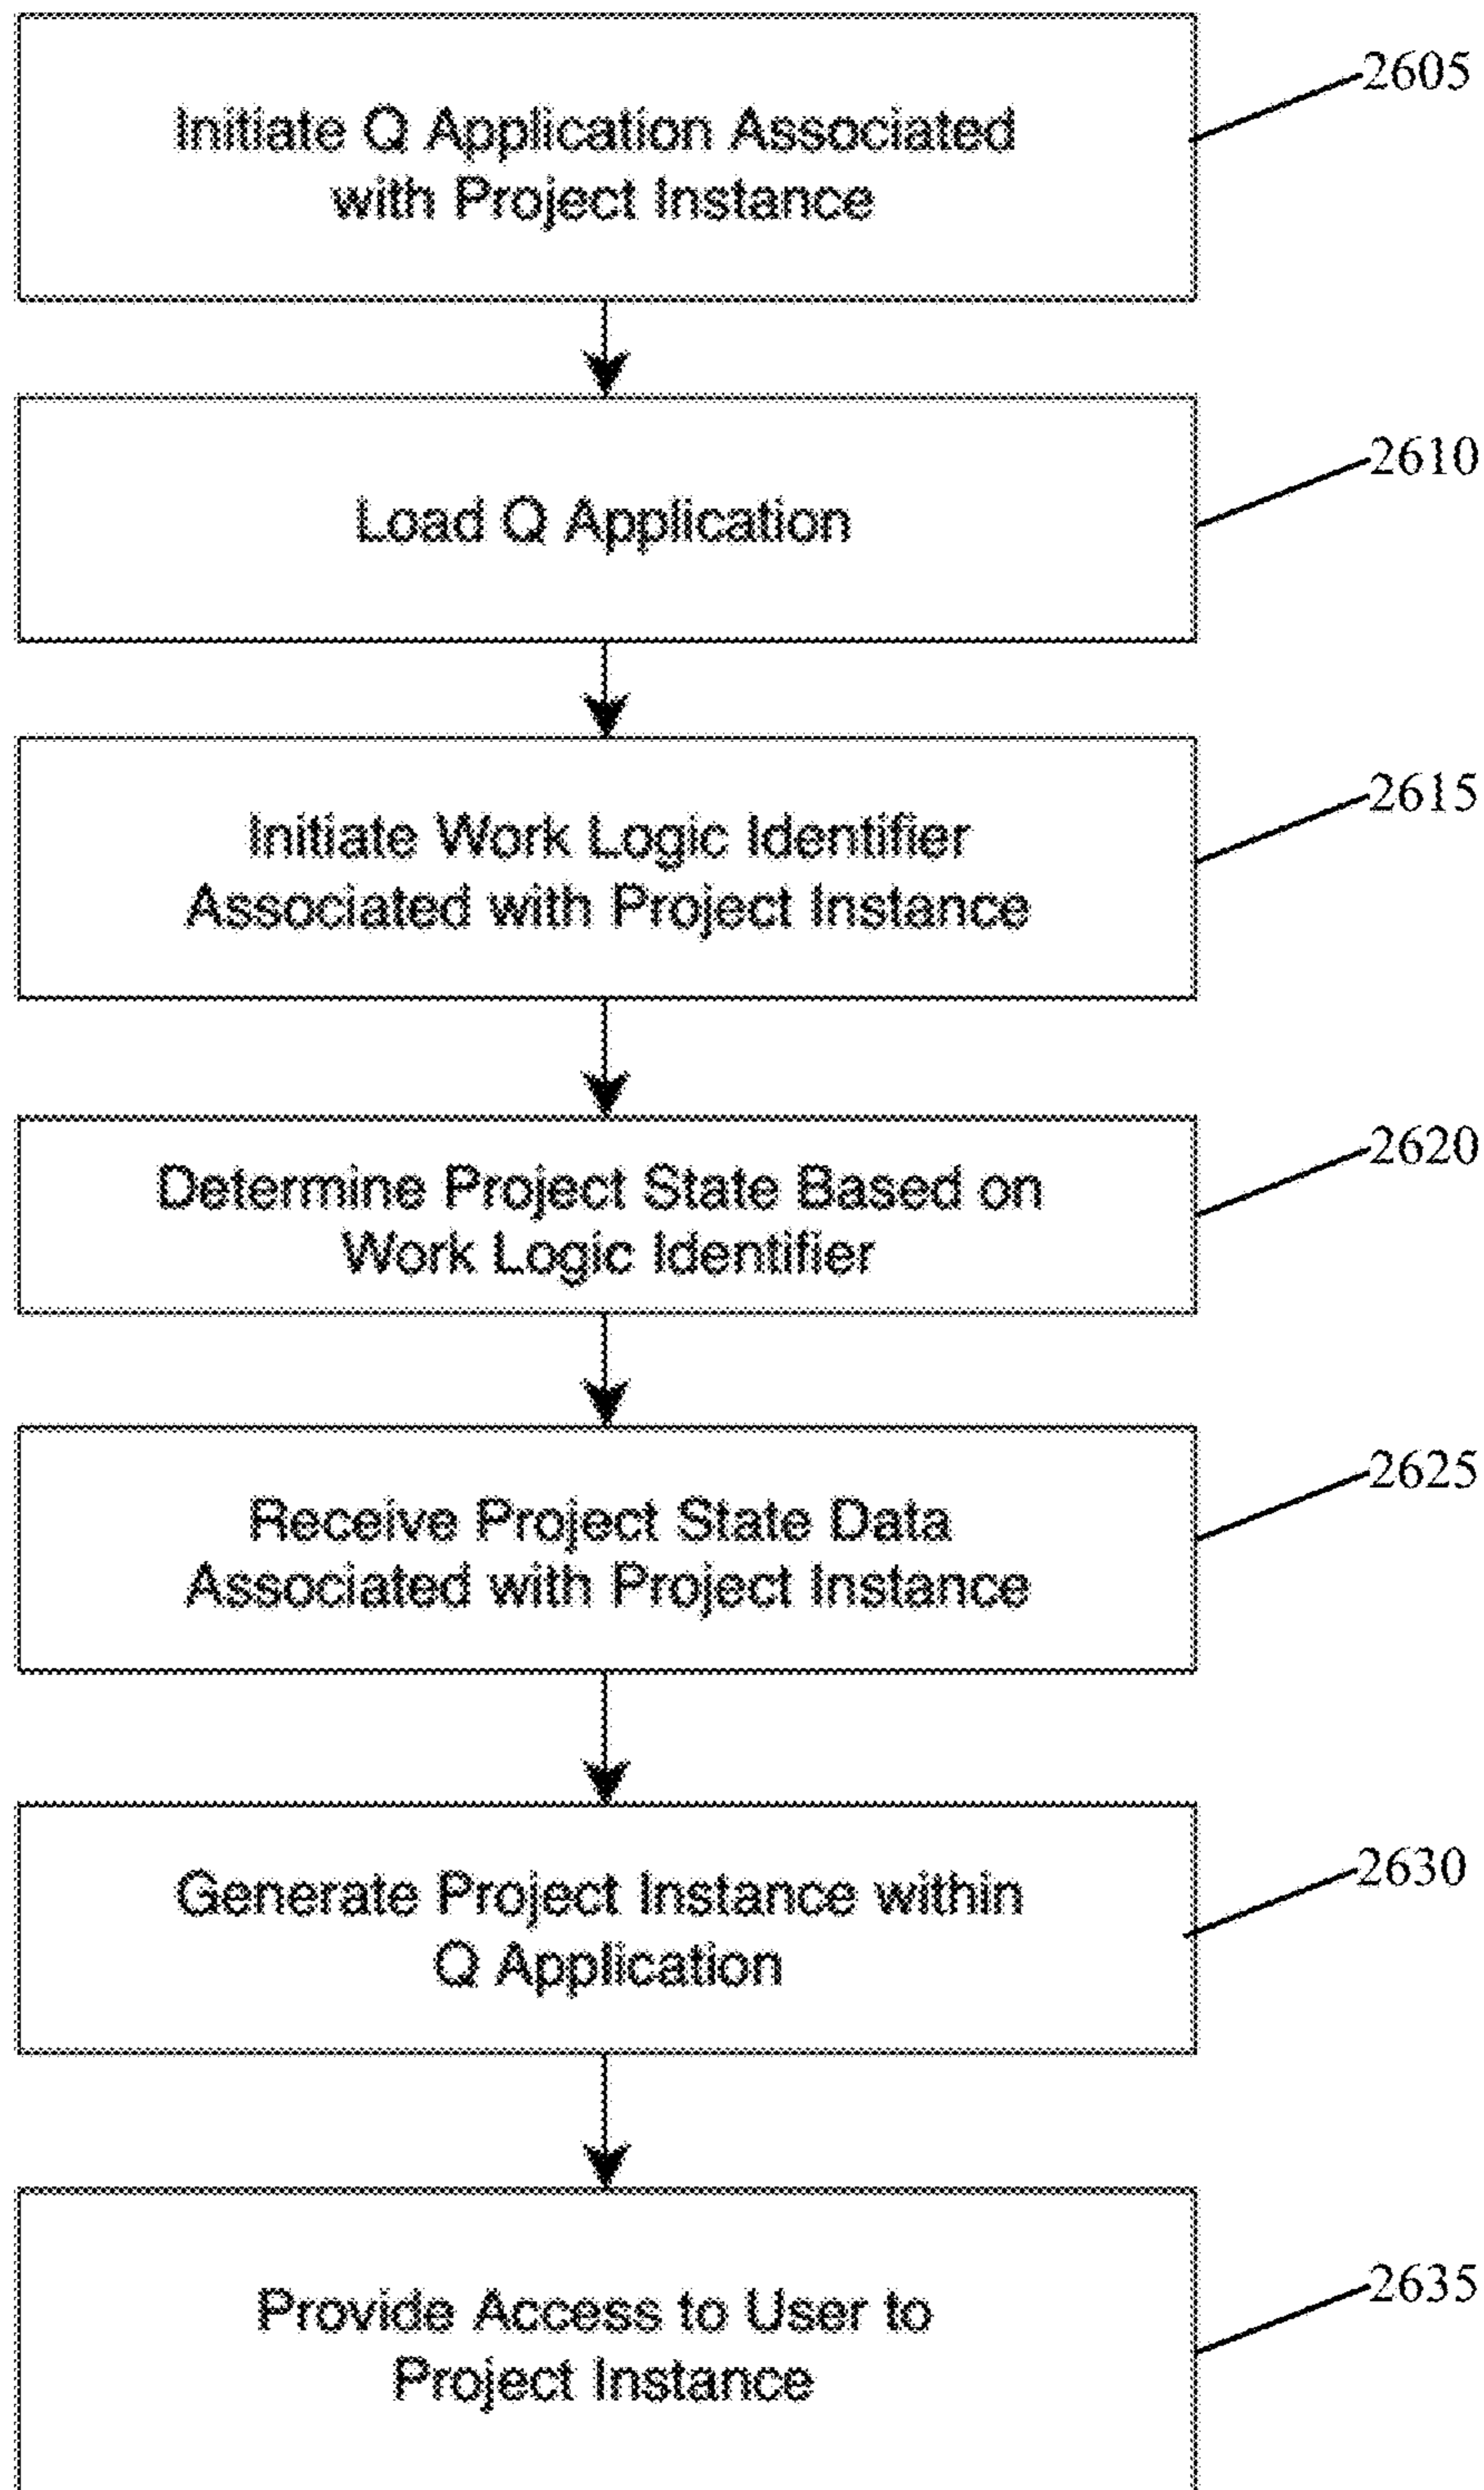 Initiate Q Application Associated
with Project Instance
2605
Load Q Application
2610
Initiate Work Logic Identifier
Associated with Project Instance
2615
Determine Project State Based on
Work Logic Identifier
2620
Receive Project State Data
Associated with Project Instance
2625
Generate Project Instance within
Q Application
2630
Provide Access to User to
Project Instance
2635